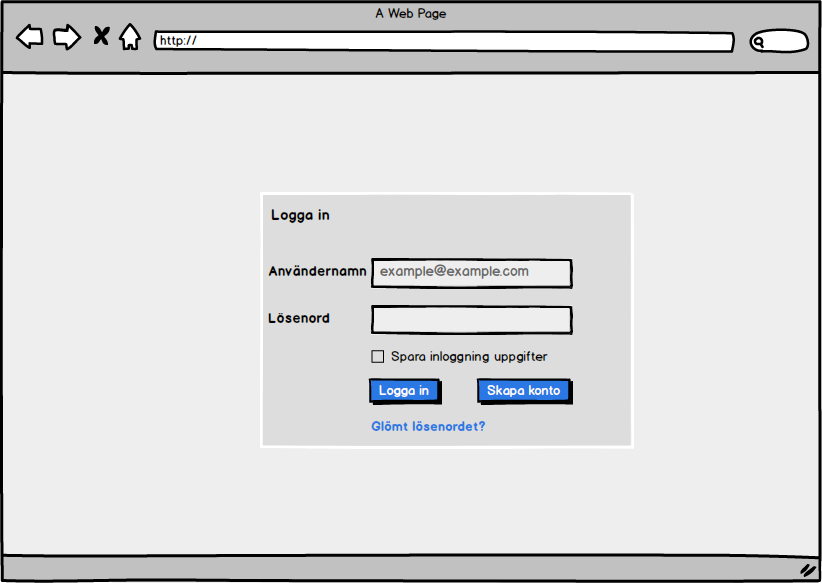 A Web Page
http://
Logga in
Användernamn example@example.com
Lösenord
Spara inloggning uppgifter
Logga in Skapa konto
Glömt lösenordet?